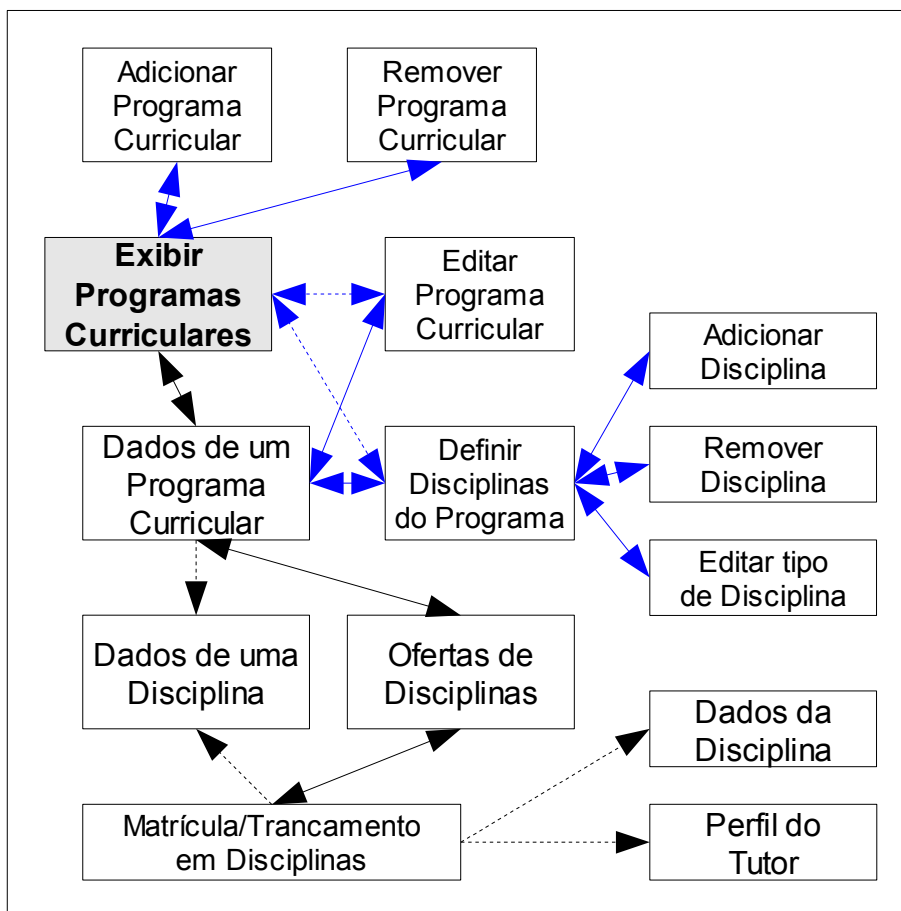 Adicionar
Programa
Curricular
Remover
Programa
Curricular
Exibir
Programas
Curriculares
Editar
Programa
Curricular
Adicionar
Disciplina
Dados de um
Programa
Curricular
Definir
Disciplinas
do Programa
Remover
Disciplina
Editar tipo
de Disciplina
Dados de uma
Disciplina
Ofertas de
Disciplinas
Dados da
Disciplina
Matrícula/Trancamento
em Disciplinas
Perfil do
Tutor